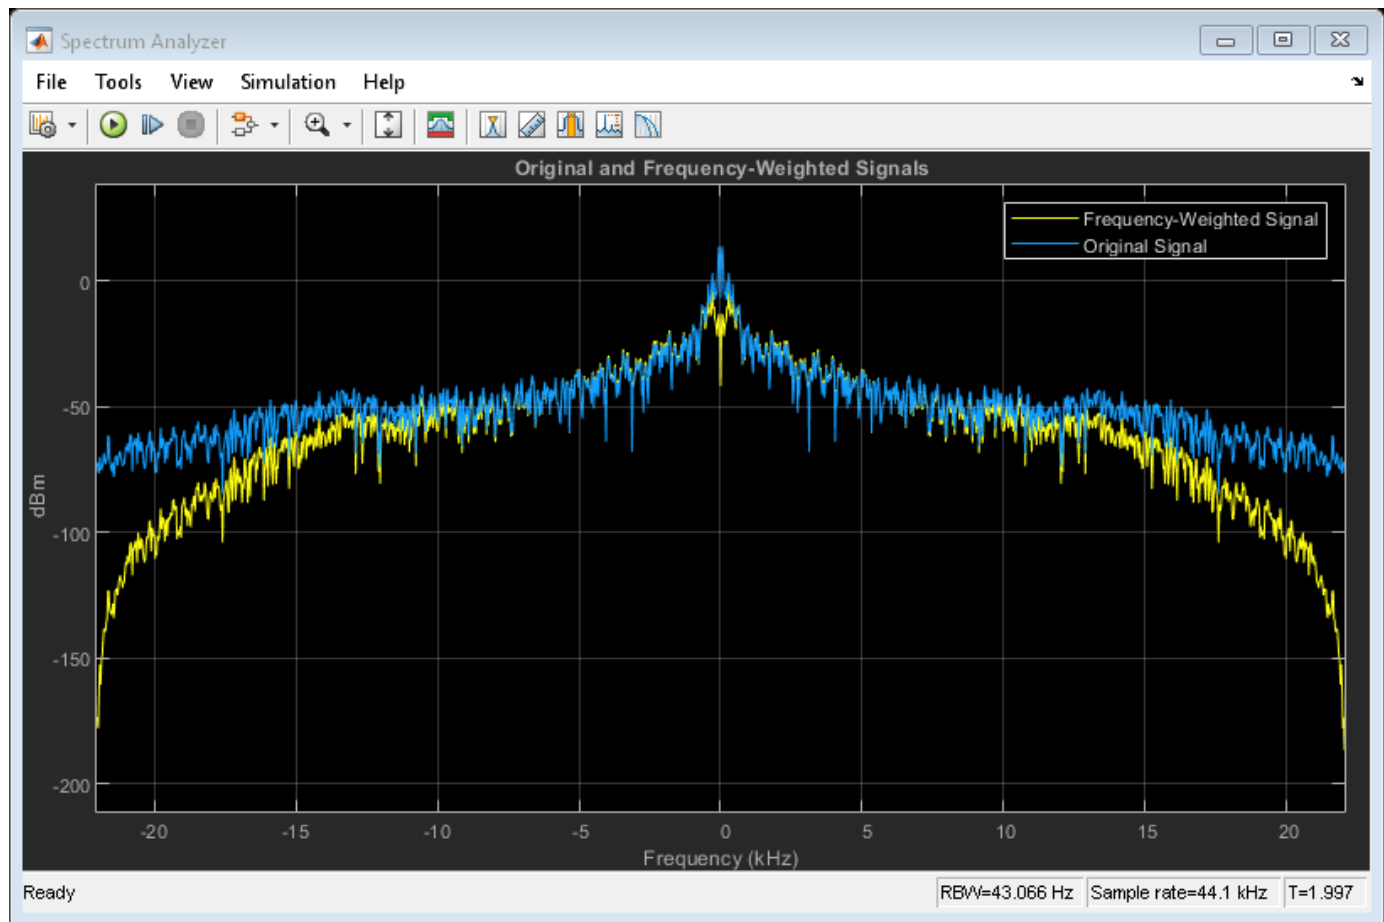 Spectrum Analyzer
File Tools View Simulation Help
Original and Frequency-Weighted Signals
Frequency-Weighted Signal
Original Signal
0
-50
-100
-150
-200
dBm
-20 -15 -10 -5 0 5 10 15 20
Frequency (kHz)
Ready RBW=43.066 Hz Sample rate=44.1 kHz T=1.997